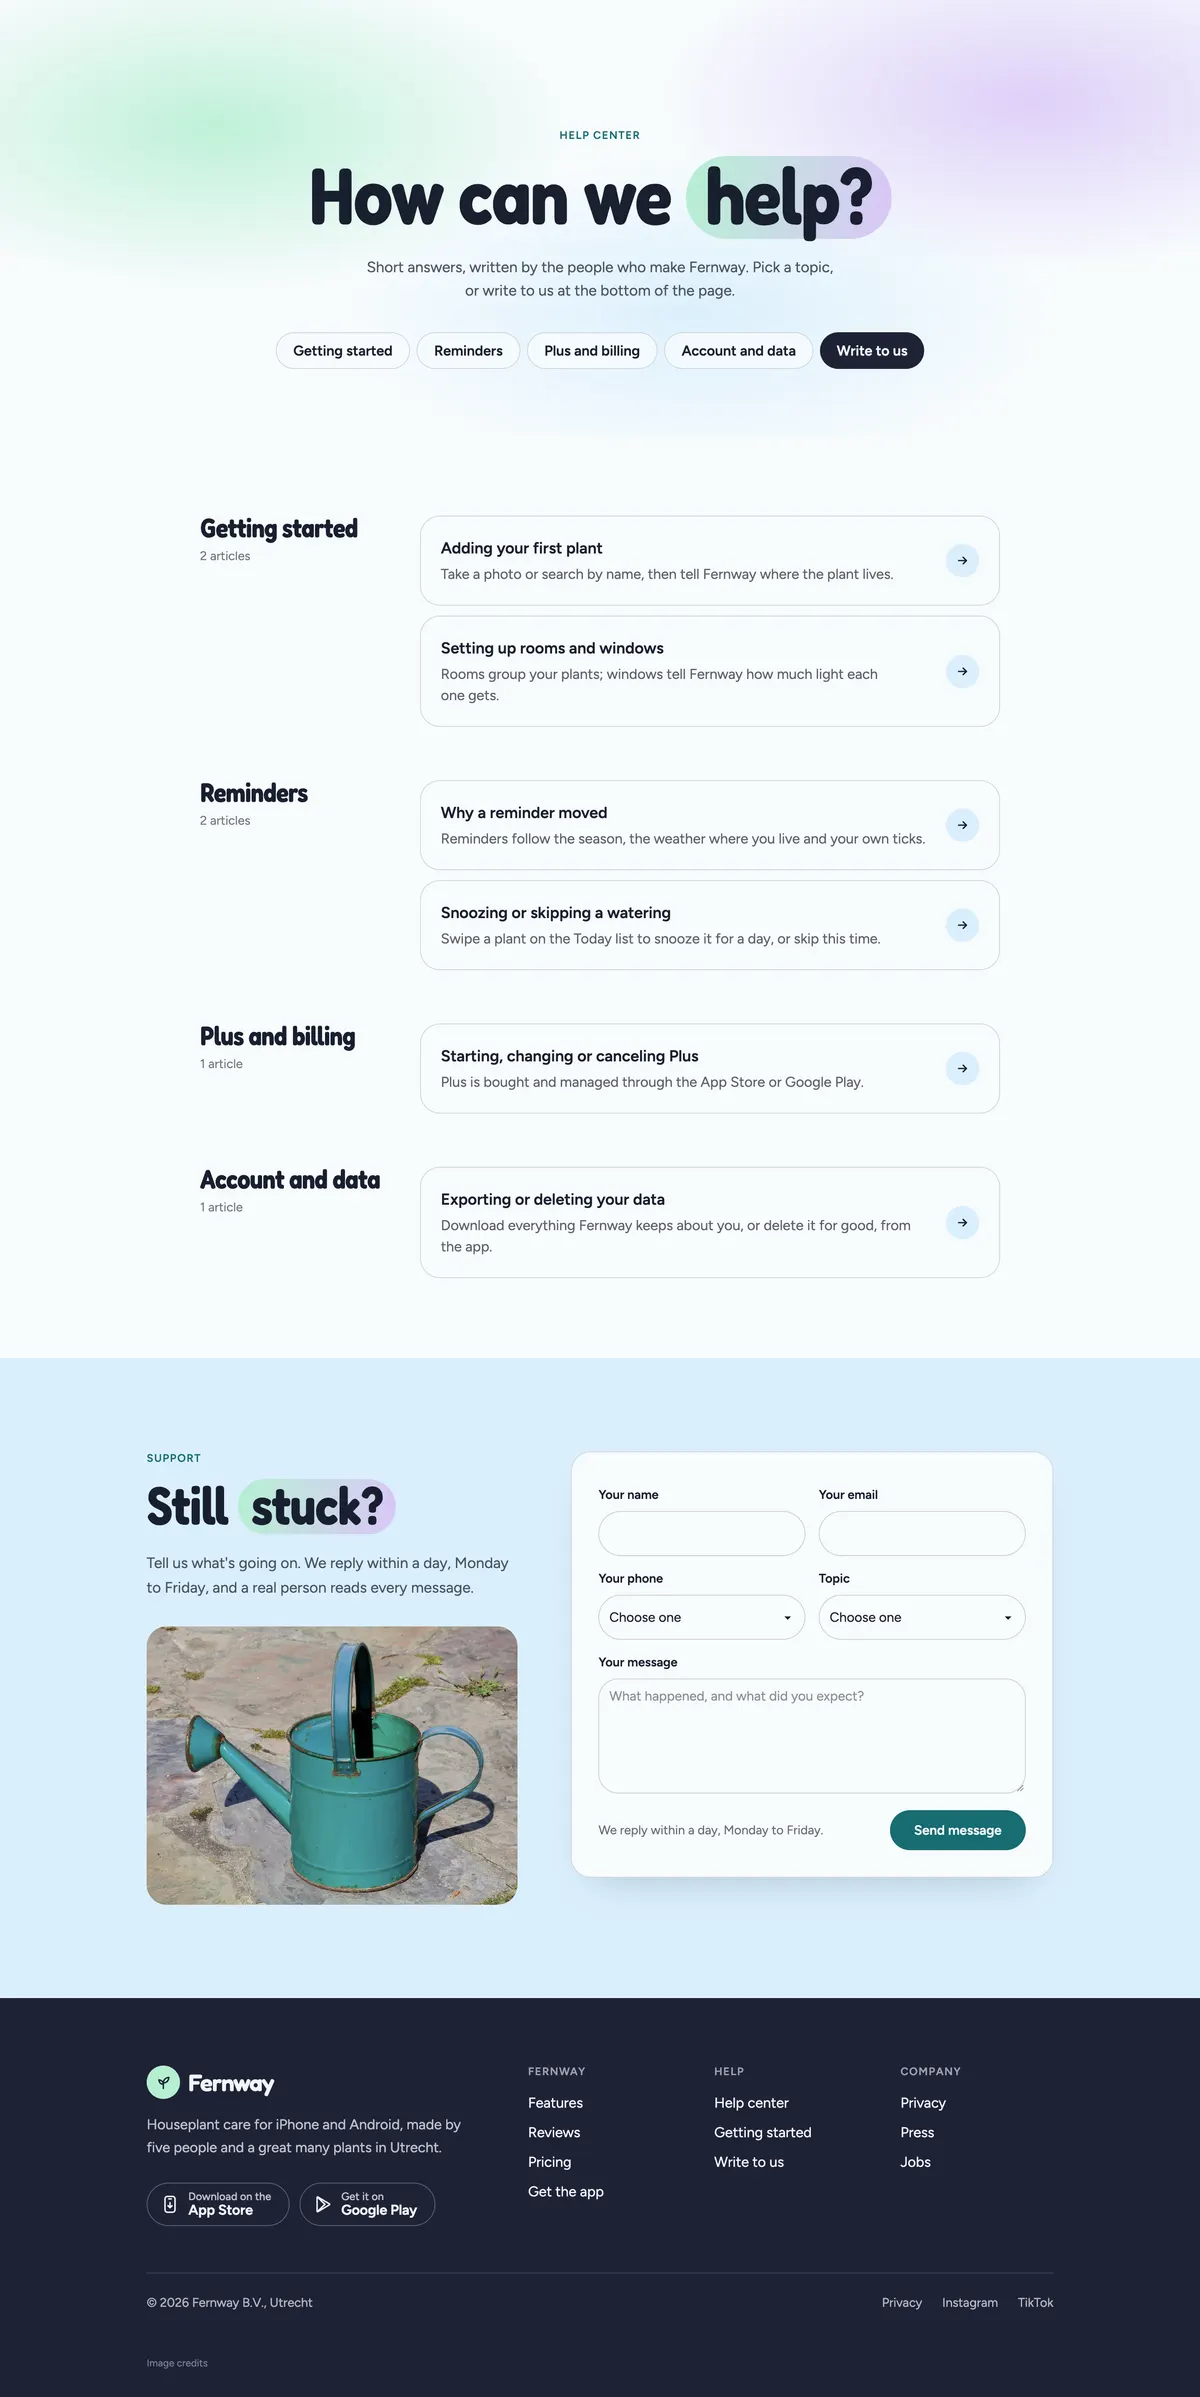 HELP CENTER
How can we help?
Short answers, written by the people who make Fernway. Pick a topic,
or write to us at the bottom of the page.
Getting started
Reminders
Plus and billing
Account and data
Write to us
Getting started
2 articles
Adding your first plant
Take a photo or search by name, then tell Fernway where the plant lives.
Setting up rooms and windows
Rooms group your plants; windows tell Fernway how much light each
one gets.
Reminders
2 articles
Why a reminder moved
Reminders follow the season, the weather where you live and your own ticks.
Snoozing or skipping a watering
Swipe a plant on the Today list to snooze it for a day, or skip this time.
Plus and billing
1 article
Starting, changing or canceling Plus
Plus is bought and managed through the App Store or Google Play.
Account and data
1 article
Exporting or deleting your data
Download everything Fernway keeps about you, or delete it for good, from
the app.
SUPPORT
Still stuck?
Tell us what's going on. We reply within a day, Monday
to Friday, and a real person reads every message.
Your name
Your email
Your phone
Topic
Choose one
Choose one
Your message
What happened, and what did you expect?
We reply within a day, Monday to Friday.
Send message
Fernway
Houseplant care for iPhone and Android, made by
five people and a great many plants in Utrecht.
Download on the
App Store
Get it on
Google Play
FERNWAY
Features
Reviews
Pricing
Get the app
HELP
Help center
Getting started
Write to us
COMPANY
Privacy
Press
Jobs
© 2026 Fernway B.V., Utrecht
Privacy
Instagram
TikTok
Image credits